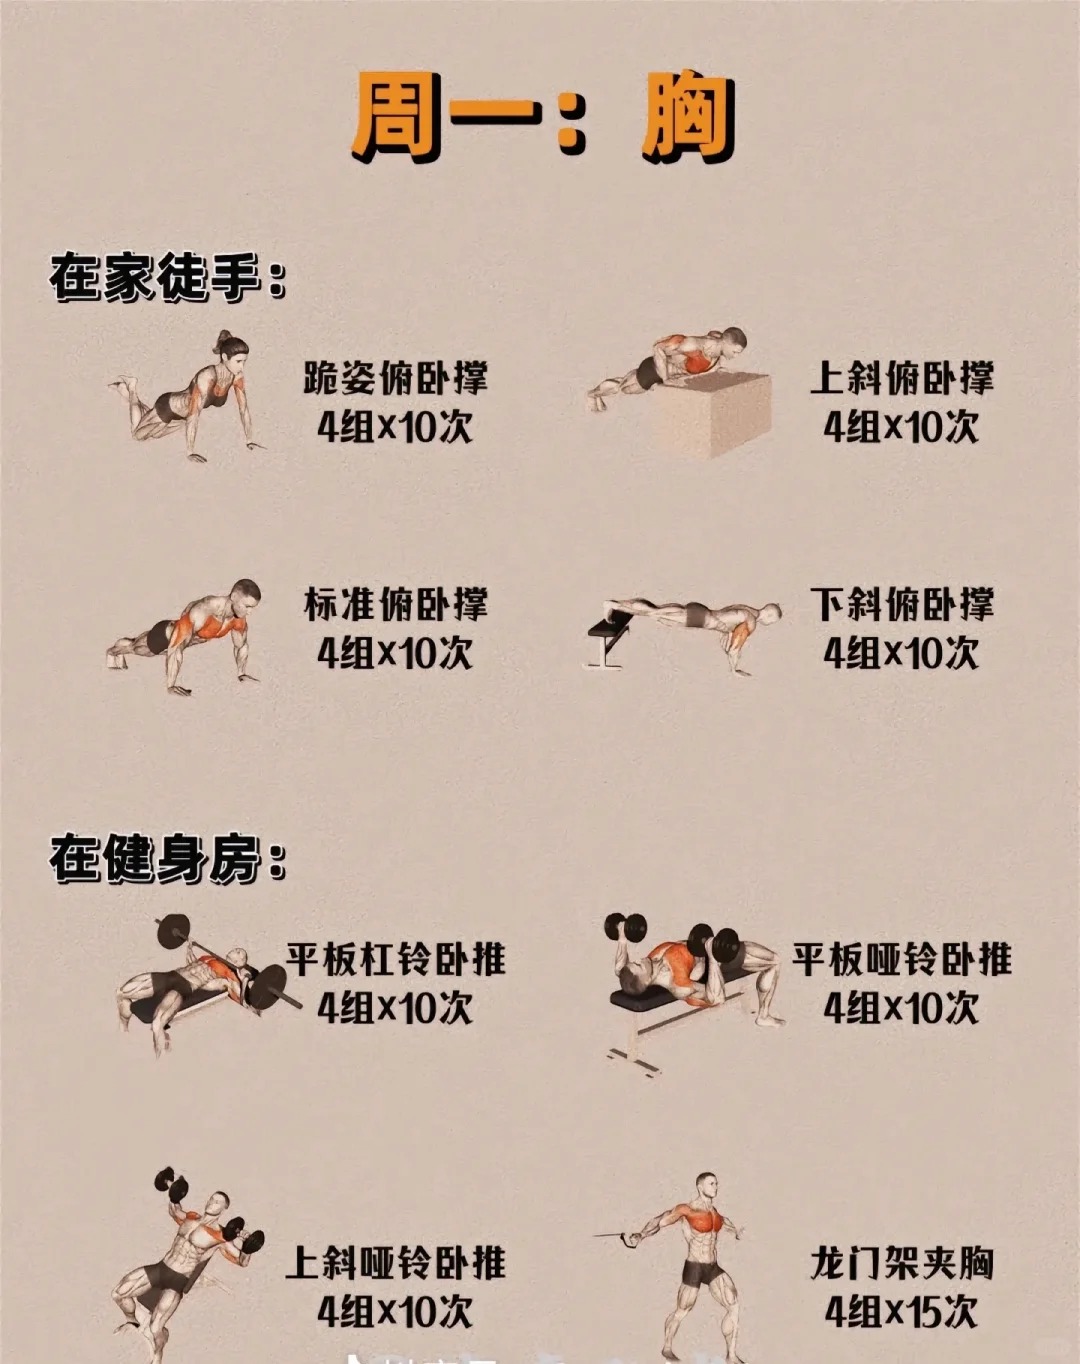 周一：胸
在家徒手：
跪姿俯卧撑
4组x10次
上斜俯卧撑
4组x10次
标准俯卧撑
4组x10次
下斜俯卧撑
4组x10次
在健身房：
平板杠铃卧推
4组x10次
平板哑铃卧推
4组x10次
上斜哑铃卧推
4组x10次
龙门架夹胸
4组x15次